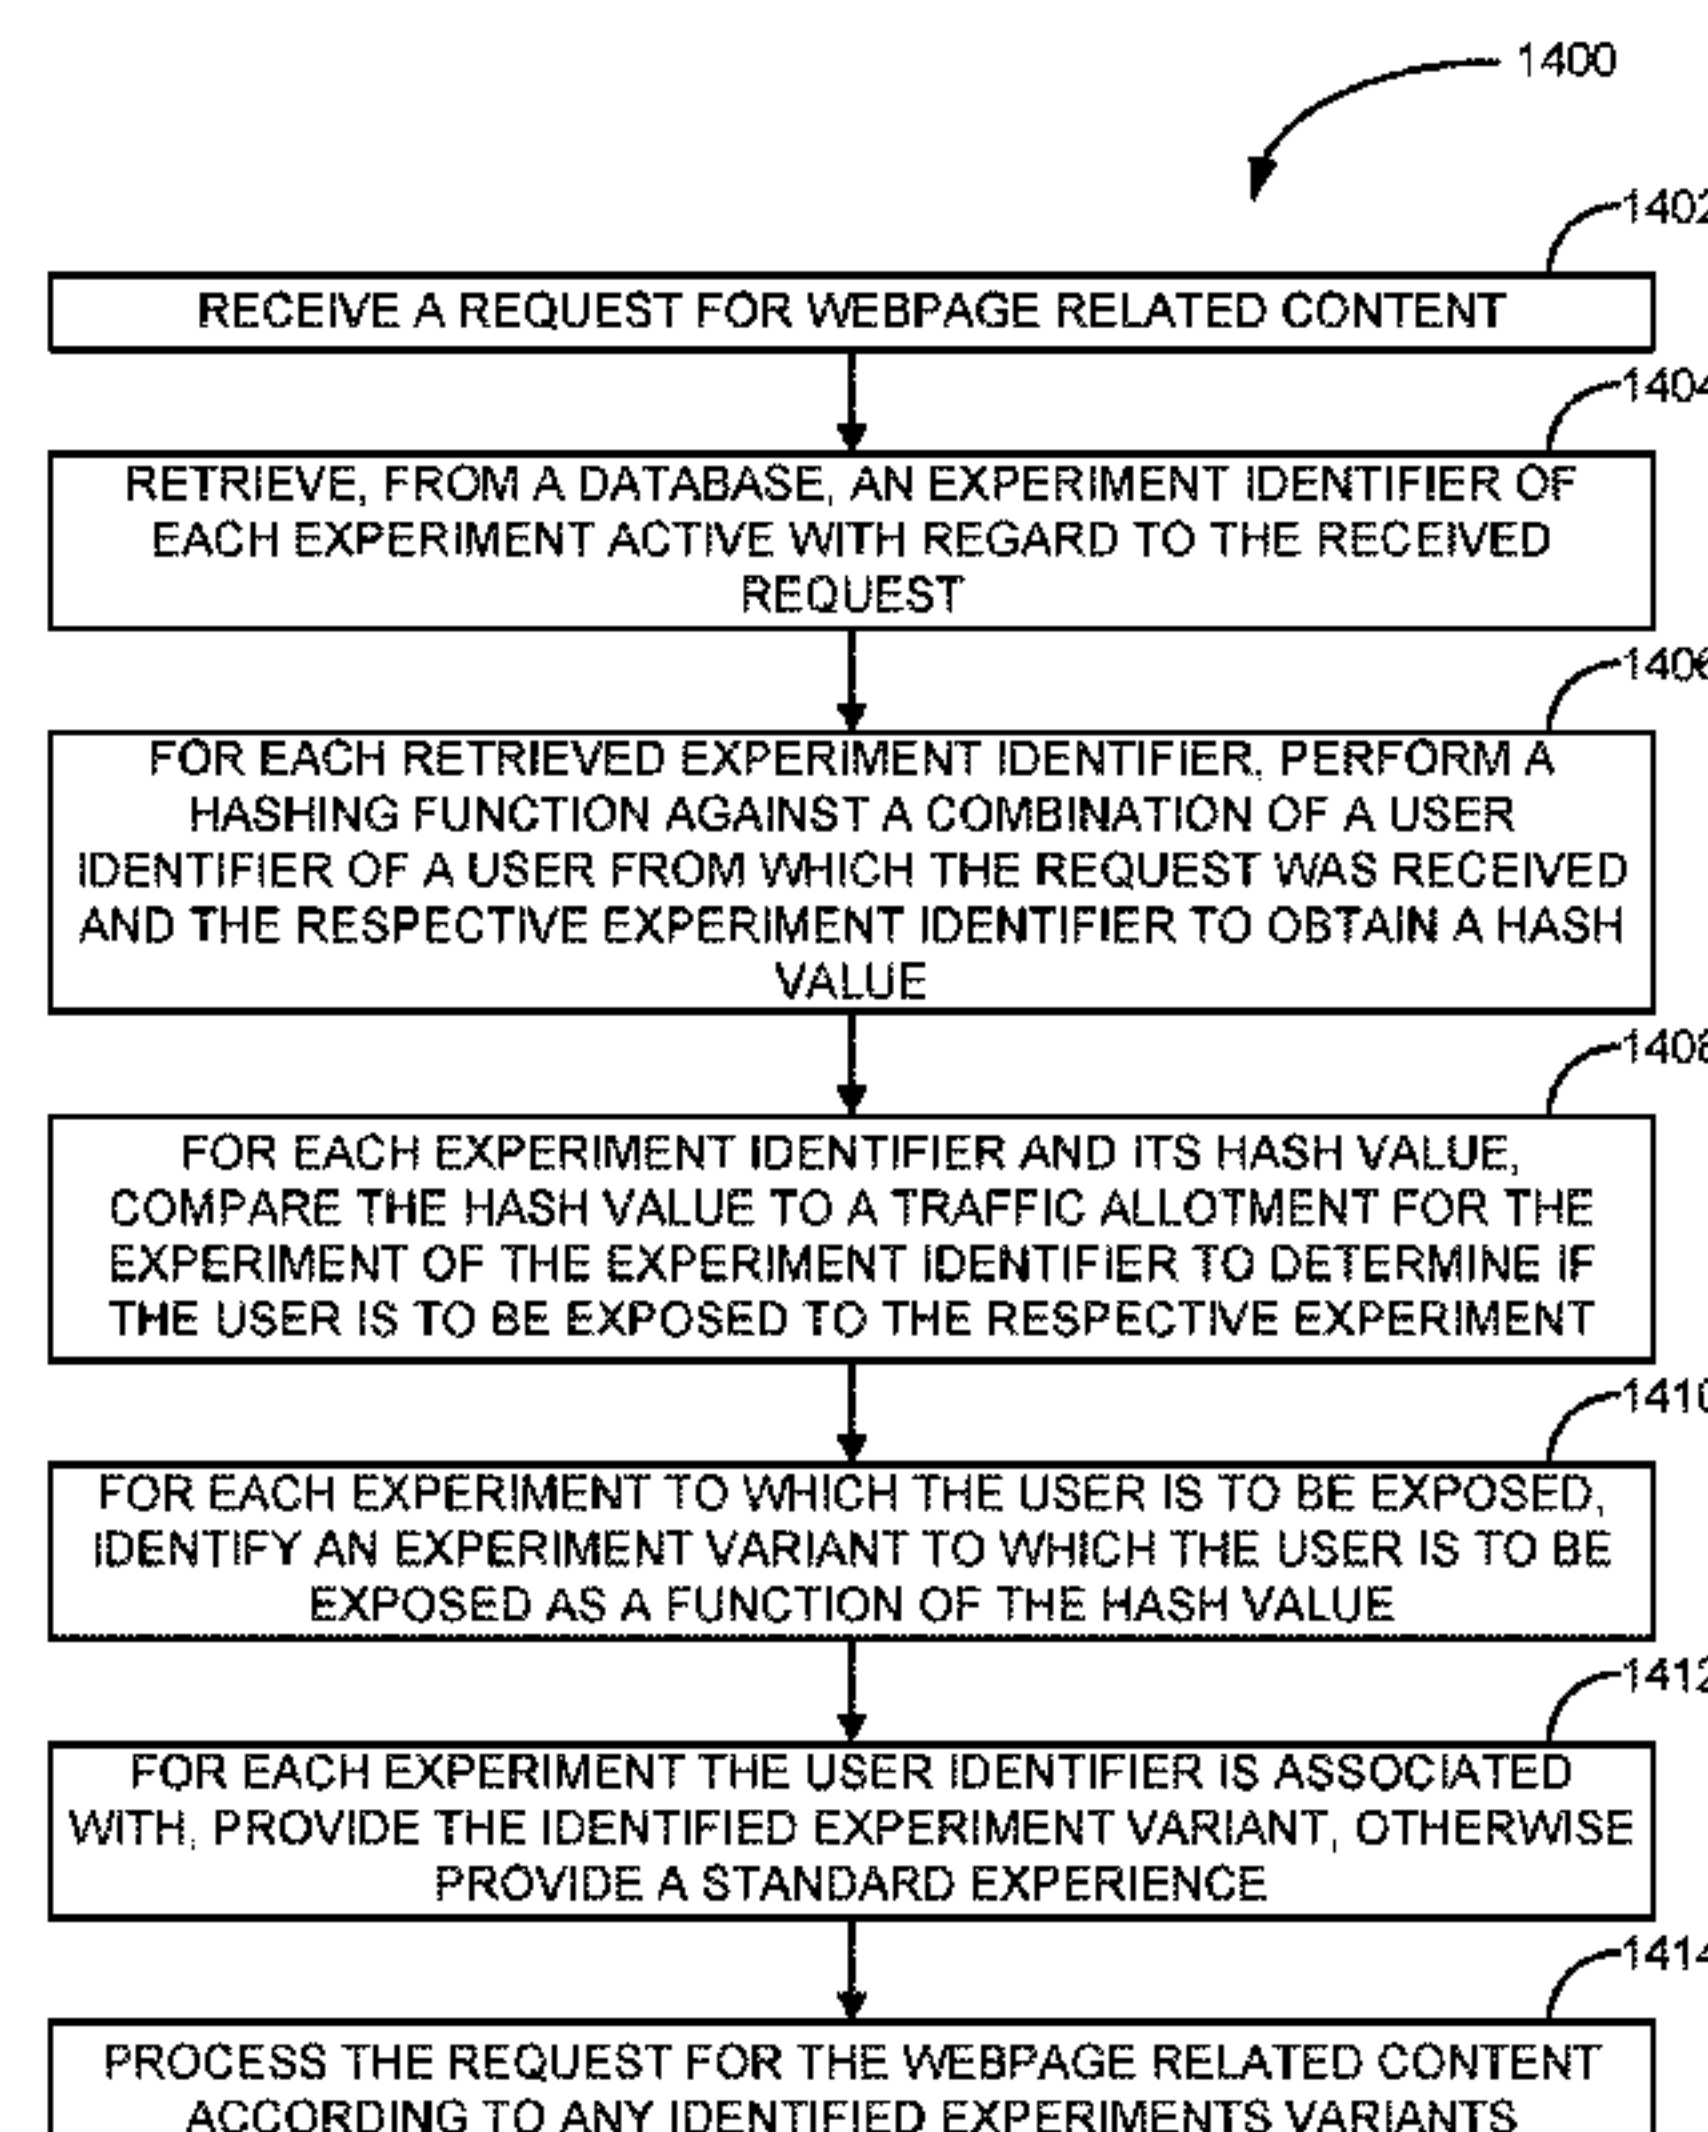 1400
1402
RECEIVE A REQUEST FOR WEBPAGE RELATED CONTENT
1404
RETRIEVE, FROM A DATABASE, AN EXPERIMENT IDENTIFIER OF
EACH EXPERIMENT ACTIVE WITH REGARD TO THE RECEIVED
REQUEST
1406
FOR EACH RETRIEVED EXPERIMENT IDENTIFIER, PERFORM A
HASHING FUNCTION AGAINST A COMBINATION OF A USER
IDENTIFIER OF A USER FROM WHICH THE REQUEST WAS RECEIVED
AND THE RESPECTIVE EXPERIMENT IDENTIFIER TO OBTAIN A HASH
VALUE
1408
FOR EACH EXPERIMENT IDENTIFIER AND ITS HASH VALUE,
COMPARE THE HASH VALUE TO A TRAFFIC ALLOTMENT FOR THE
EXPERIMENT OF THE EXPERIMENT IDENTIFIER TO DETERMINE IF
THE USER IS TO BE EXPOSED TO THE RESPECTIVE EXPERIMENT
1410
FOR EACH EXPERIMENT TO WHICH THE USER IS TO BE EXPOSED,
IDENTIFY AN EXPERIMENT VARIANT TO WHICH THE USER IS TO BE
EXPOSED AS A FUNCTION OF THE HASH VALUE
1412
FOR EACH EXPERIMENT THE USER IDENTIFIER IS ASSOCIATED
WITH, PROVIDE THE IDENTIFIED EXPERIMENT VARIANT, OTHERWISE
PROVIDE A STANDARD EXPERIENCE
1414
PROCESS THE REQUEST FOR THE WEBPAGE RELATED CONTENT
ACCORDING TO ANY IDENTIFIED EXPERIMENTS VARIANTS